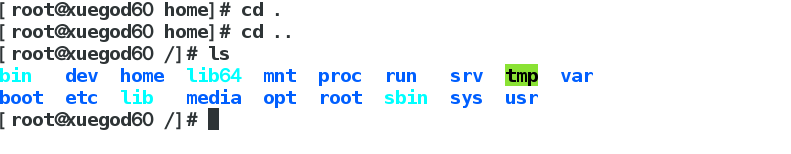 [root@xuegod60 home]# cd .
[root@xuegod60 home]# cd ..
[root@xuegod60 /]# ls
bin dev home lib64 mnt proc run srv tmp var
boot etc lib media opt root sbin sys usr
[root@xuegod60 /]#